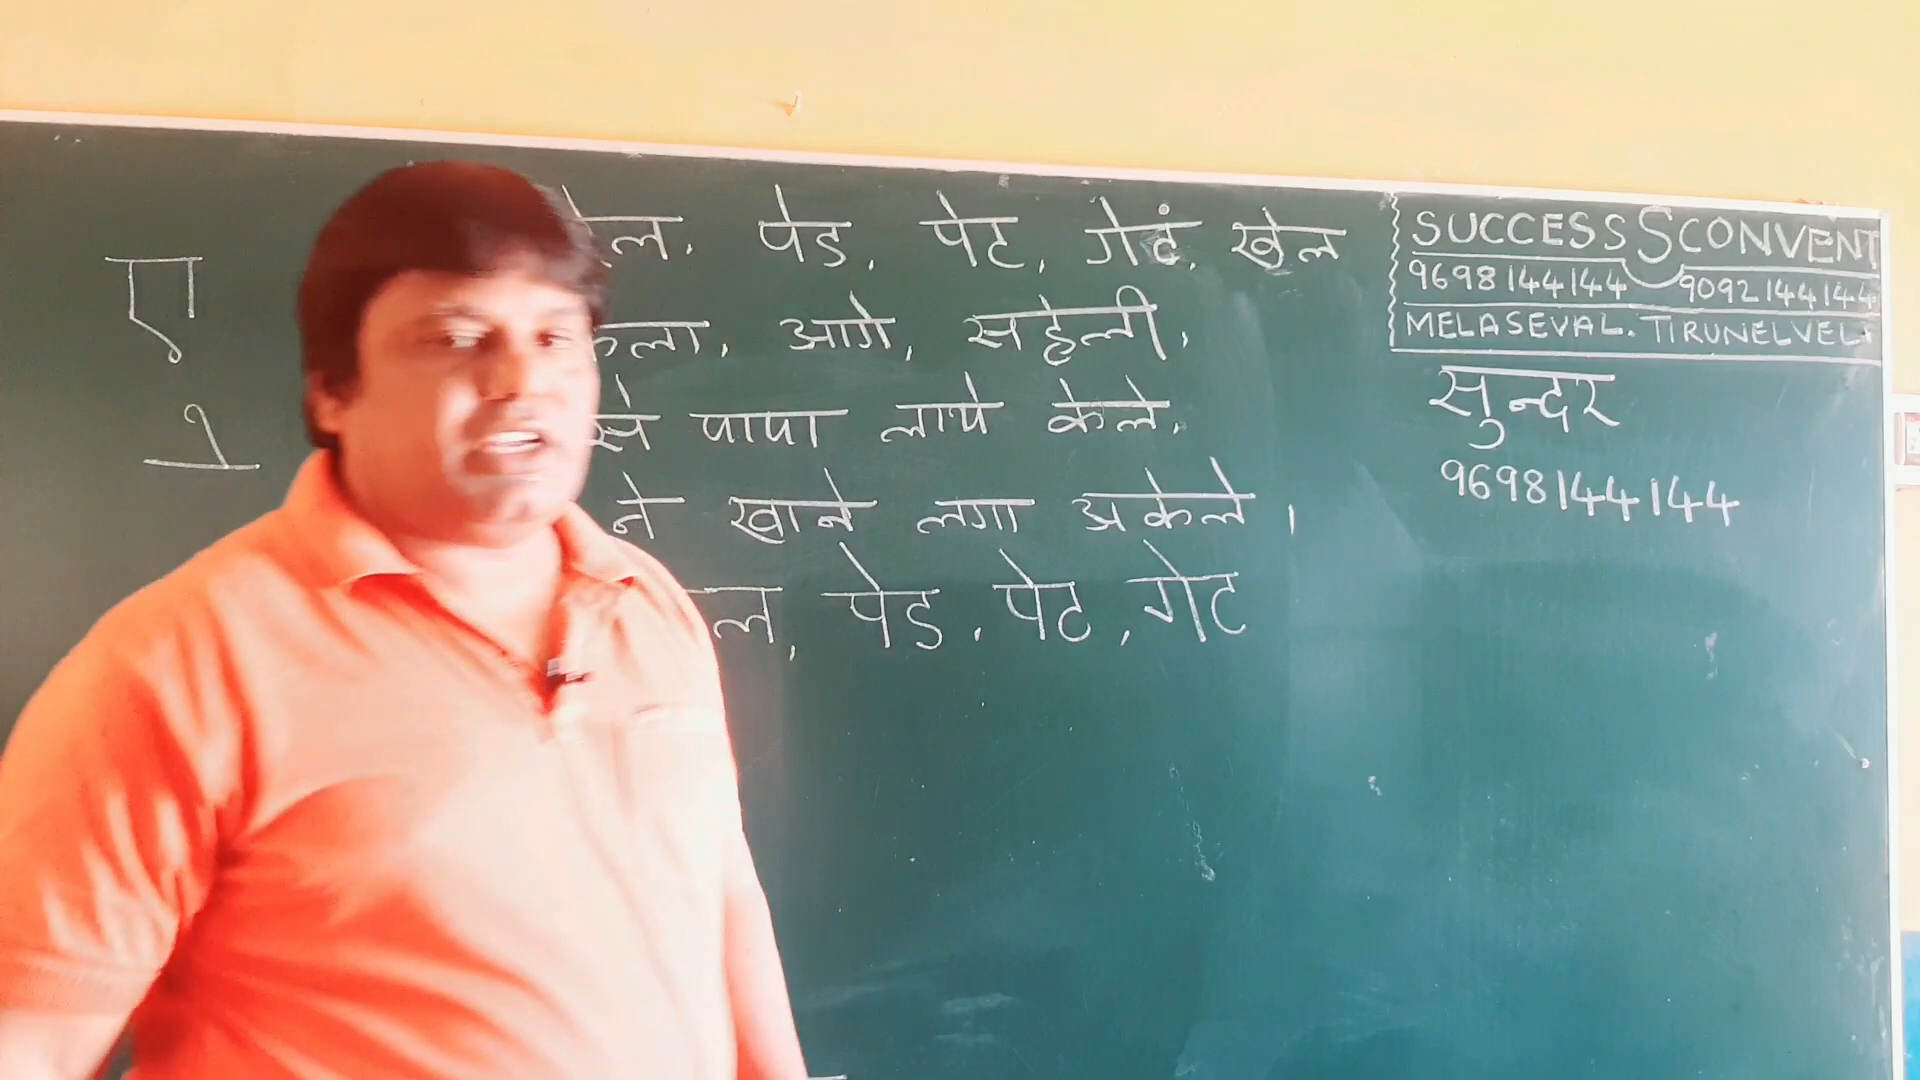 ए
पेड, पेट, गेटं, खेल
आगे, सहेली,
पापा लाये केले,
ने खाने लगा अकेले ।
पेड, पेट, गेट
SUCCESS CONVENT
9698144144 9092144144
MELASEVAL. TIRUNELVELI
सुन्दर
9698144144